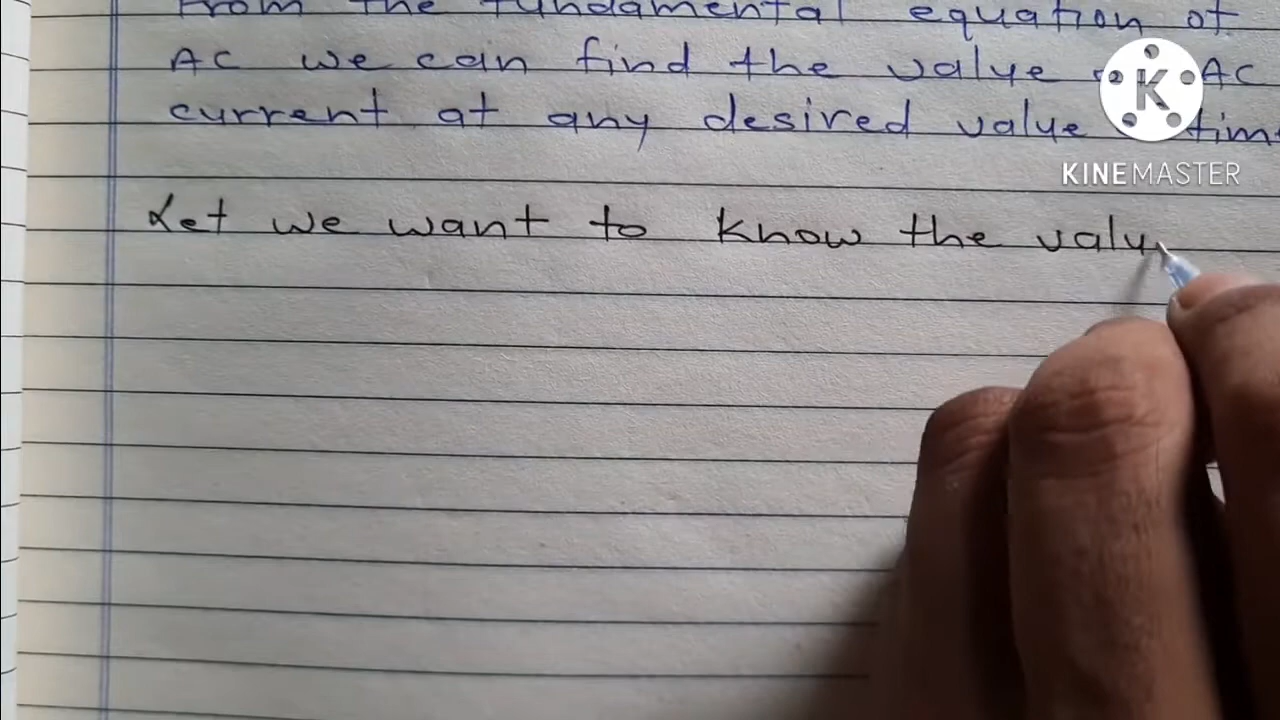 From the fundamental equation of
AC we can find the value AC
current at any desired value
Let we want to know the valu
K
KINEMASTER